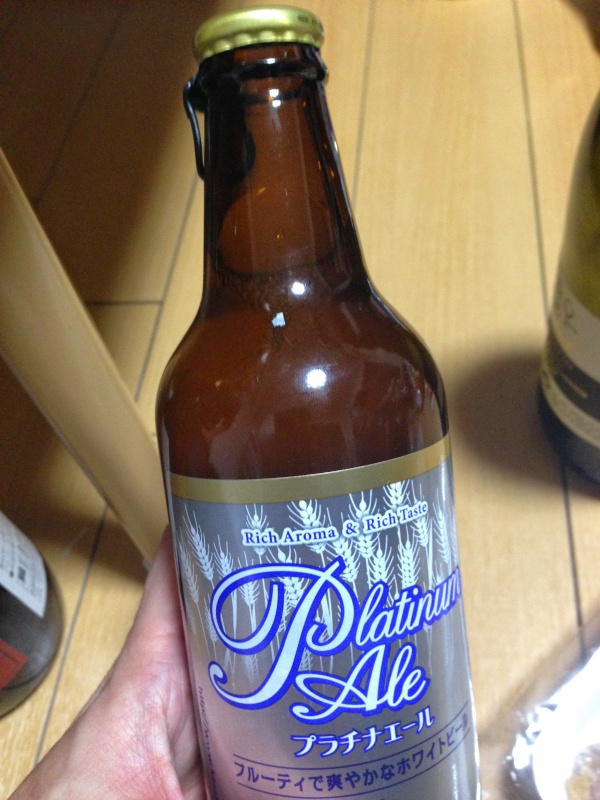 Rich Aroma & Rich Taste
Platinum
Ale
プラチナエール
フルーティで爽やかなホワイトビール